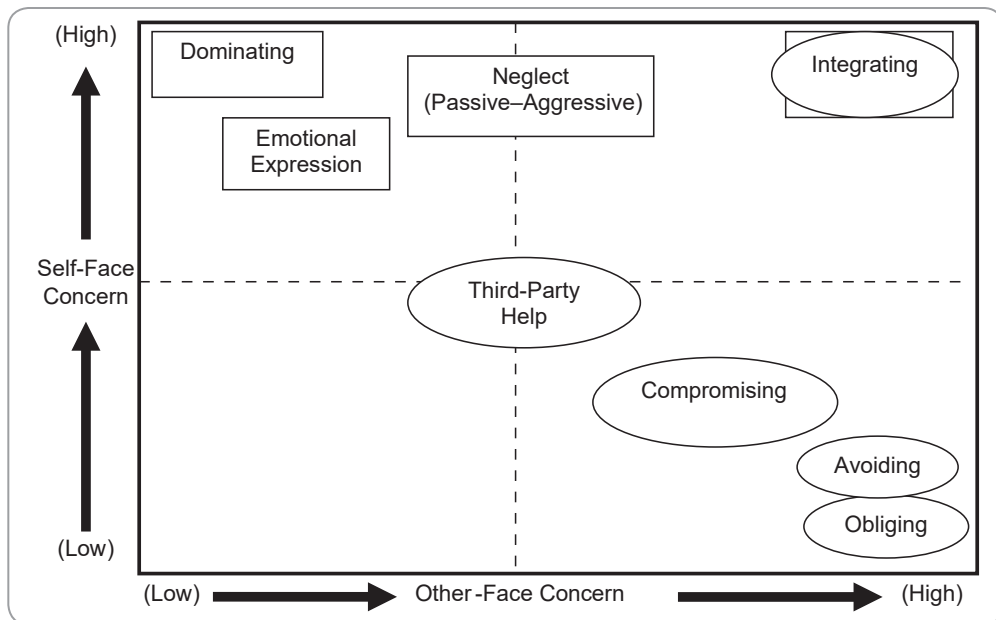 (High)
Dominating
Neglect
(Passive–Aggressive)
Integrating
Emotional
Expression
Self-Face
Concern
Third-Party
Help
Compromising
Avoiding
Obliging
(Low)
(Low)
Other-Face Concern
(High)